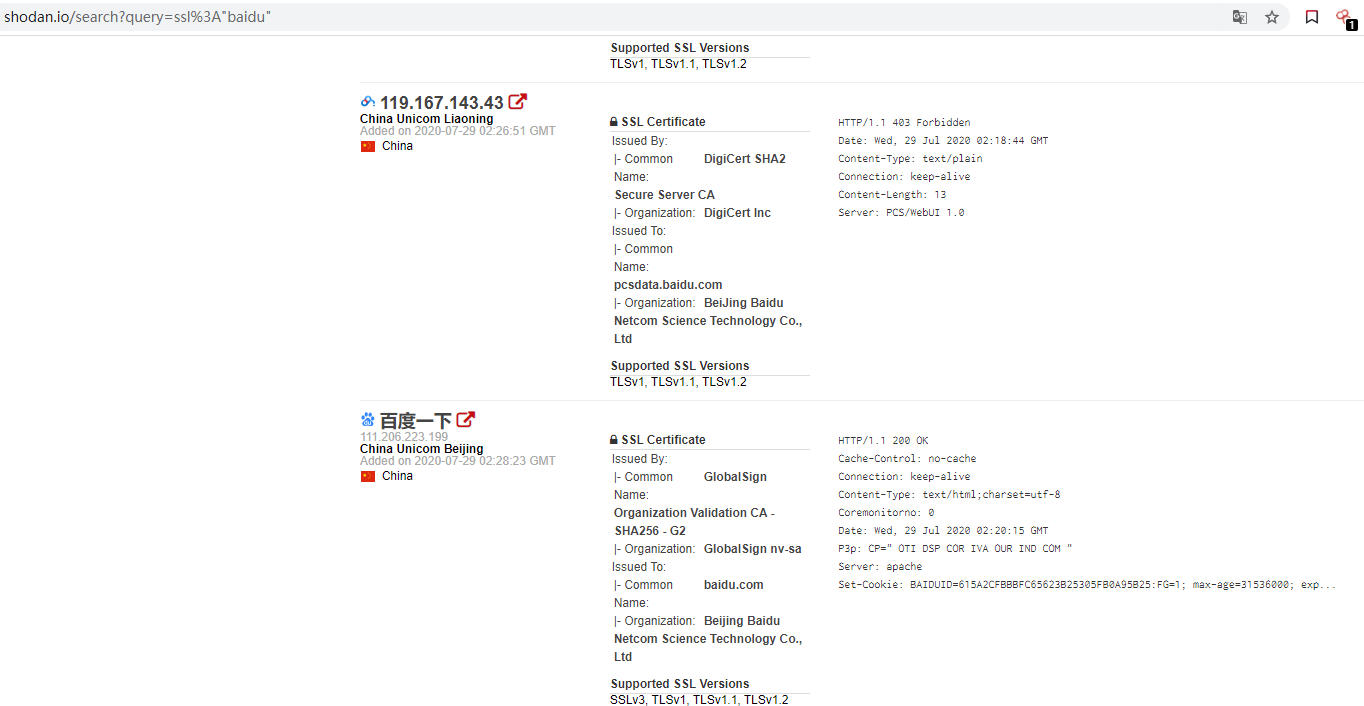 shodan.io/search?query=ssl%3A"baidu"
1
Supported SSL Versions
TLSv1, TLSv1.1, TLSv1.2
119.167.143.43
China Unicom Liaoning
Added on 2020-07-29 02:26:51 GMT
China
SSL Certificate
Issued By:
|- Common DigiCert SHA2
Name:
Secure Server CA
|- Organization: DigiCert Inc
Issued To:
|- Common
Name:
pcsdata.baidu.com
|- Organization: BeiJing Baidu
Netcom Science Technology Co.,
Ltd
Supported SSL Versions
TLSv1, TLSv1.1, TLSv1.2
HTTP/1.1 403 Forbidden
Date: Wed, 29 Jul 2020 02:18:44 GMT
Content-Type: text/plain
Connection: keep-alive
Content-Length: 13
Server: PCS/WebUI 1.0
百度一下
111.206.223.199
China Unicom Beijing
Added on 2020-07-29 02:28:23 GMT
China
SSL Certificate
Issued By:
|- Common GlobalSign
Name:
Organization Validation CA -
SHA256 - G2
|- Organization: GlobalSign nv-sa
Issued To:
|- Common baidu.com
Name:
|- Organization: Beijing Baidu
Netcom Science Technology Co.,
Ltd
Supported SSL Versions
SSLv3, TLSv1, TLSv1.1, TLSv1.2
HTTP/1.1 200 OK
Cache-Control: no-cache
Connection: keep-alive
Content-Type: text/html;charset=utf-8
Coremonitorno: 0
Date: Wed, 29 Jul 2020 02:20:15 GMT
P3p: CP=" OTI DSP COR IVA OUR IND COM "
Server: apache
Set-Cookie: BAIDUID=615A2CFBBBFC65623B25305FB0A95B25:FG=1; max-age=31536000; exp...